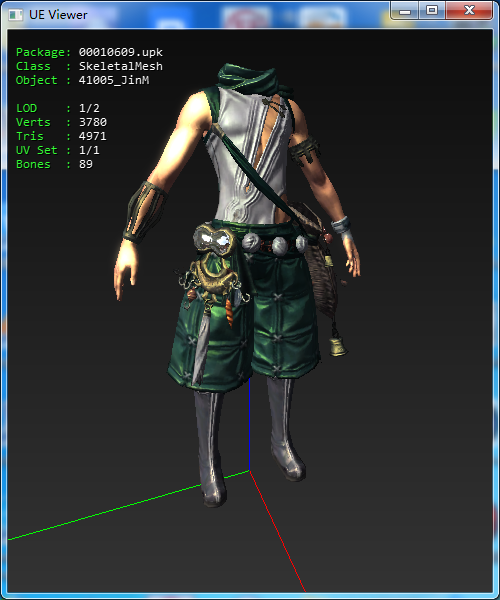 UE Viewer
Package: 00010609.upk
Class : SkeletalMesh
Object : 41005_JinM
LOD : 1/2
Verts : 3780
Tris : 4971
UV Set : 1/1
Bones : 89